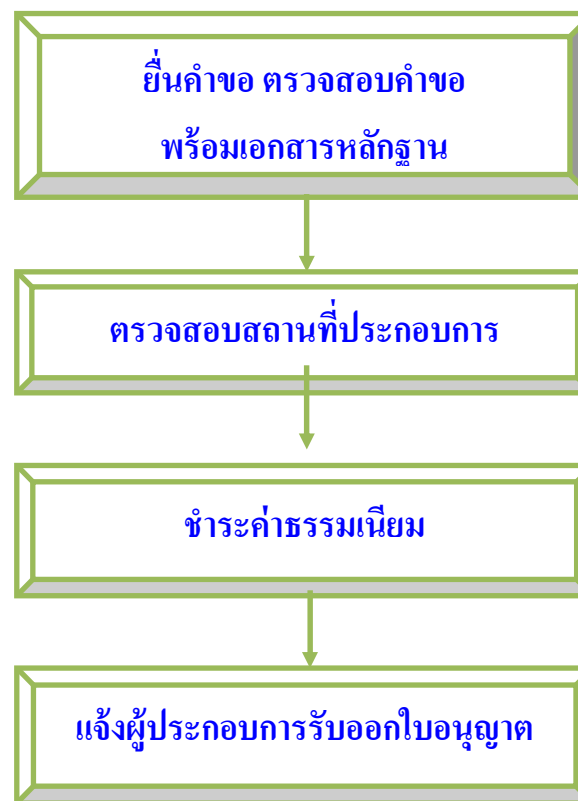 ยื่นคำขอ ตรวจสอบคำขอ
พร้อมเอกสารหลักฐาน
ตรวจสอบสถานที่ประกอบการ
ชำระค่าธรรมเนียม
แจ้งผู้ประกอบการรับออกใบอนุญาต